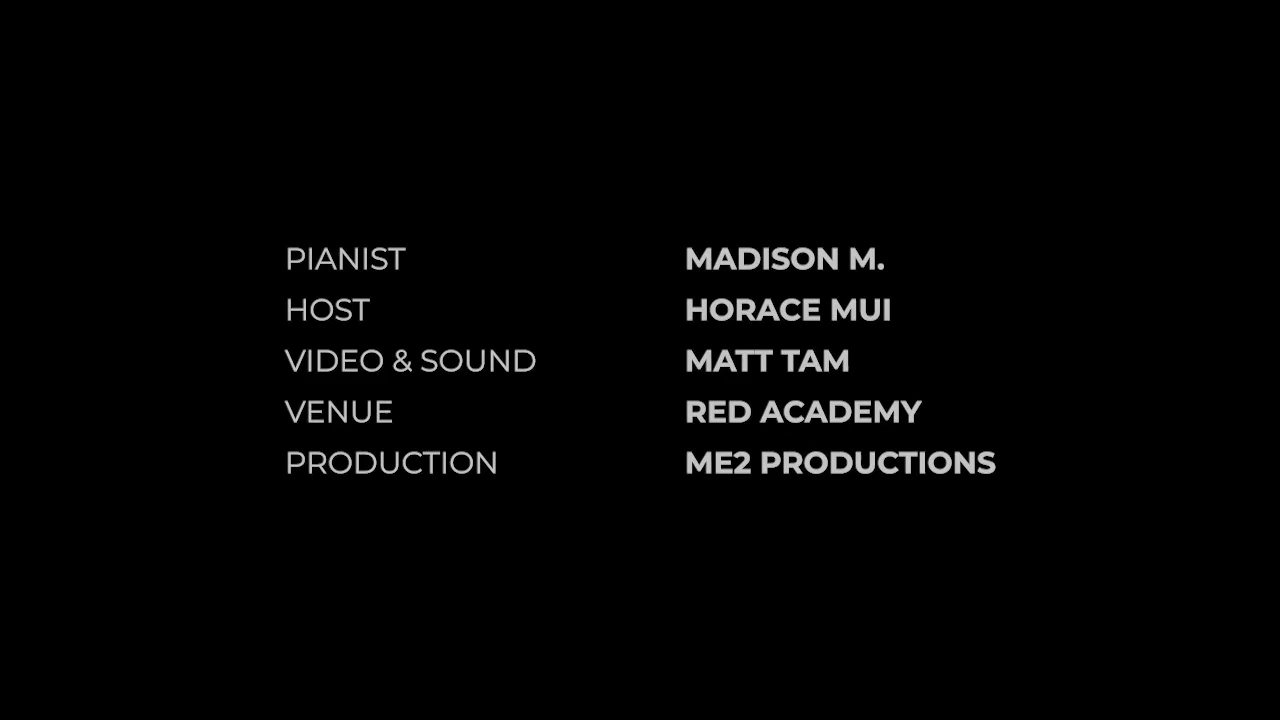 PIANIST MADISON M.
HOST HORACE MUI
VIDEO & SOUND MATT TAM
VENUE RED ACADEMY
PRODUCTION ME2 PRODUCTIONS